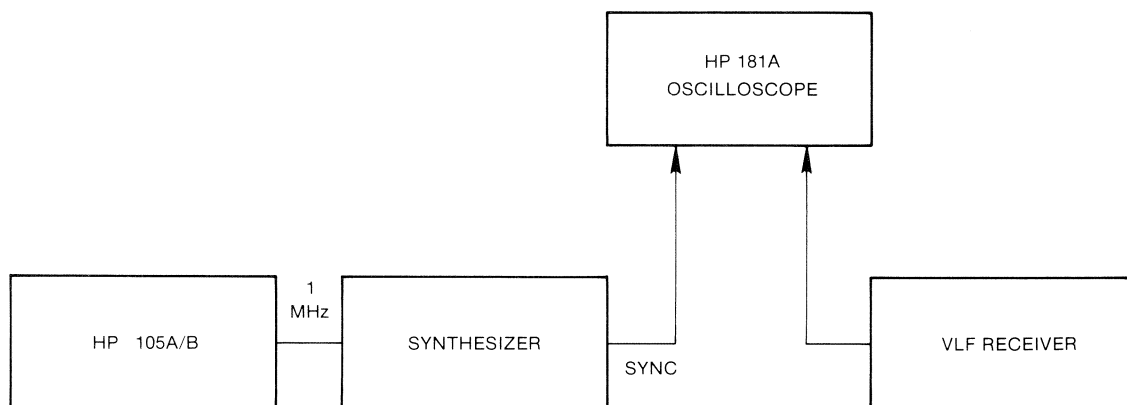 HP 181A
OSCILLOSCOPE
1
MHz
HP 105A/B
SYNTHESIZER
SYNC
VLF RECEIVER